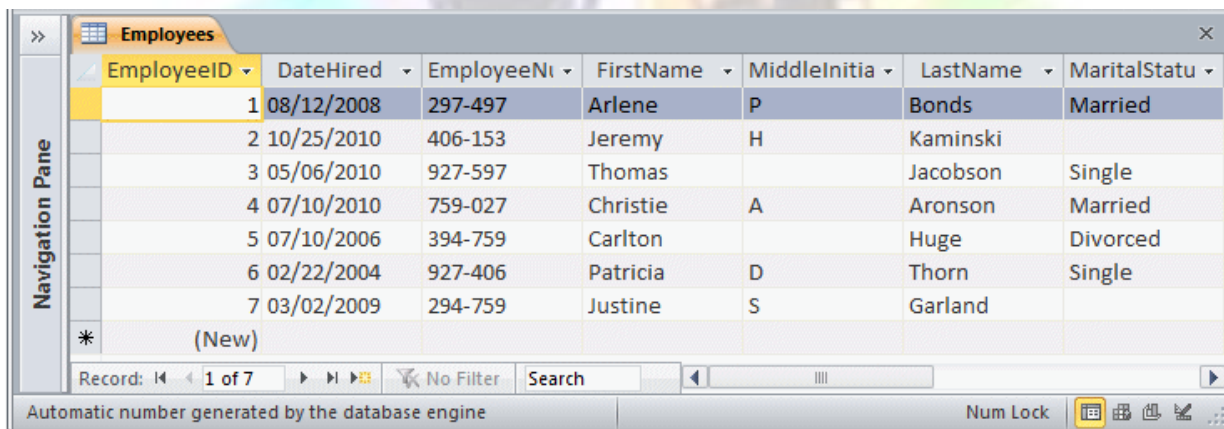 » Employees ×
EmployeeID DateHired EmployeeNu FirstName MiddleInitia LastName MaritalStatu
1 08/12/2008 297-497 Arlene P Bonds Married
2 10/25/2010 406-153 Jeremy H Kaminski
3 05/06/2010 927-597 Thomas Jacobson Single
4 07/10/2010 759-027 Christie A Aronson Married
5 07/10/2006 394-759 Carlton Huge Divorced
6 02/22/2004 927-406 Patricia D Thorn Single
7 03/02/2009 294-759 Justine S Garland
* (New)
Navigation Pane
Record: 1 of 7 No Filter Search
Automatic number generated by the database engine Num Lock